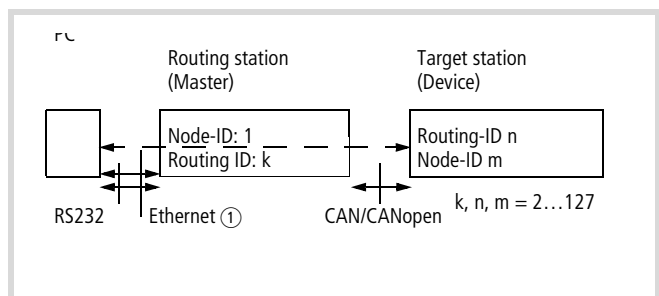 PC
Routing station
(Master)
Target station
(Device)
Node-ID: 1
Routing ID: k
Routing-ID n
Node-ID m
RS232
Ethernet ①
CAN/CANopen
k, n, m = 2…127